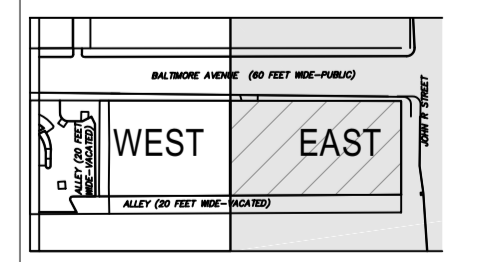 BALTIMORE AVENUE (60 FEET WIDE-PUBLIC)
JOHN R STREET
ALLEY (20 FEET
WIDE-VACATED)
WEST
EAST
ALLEY (20 FEET WIDE-VACATED)